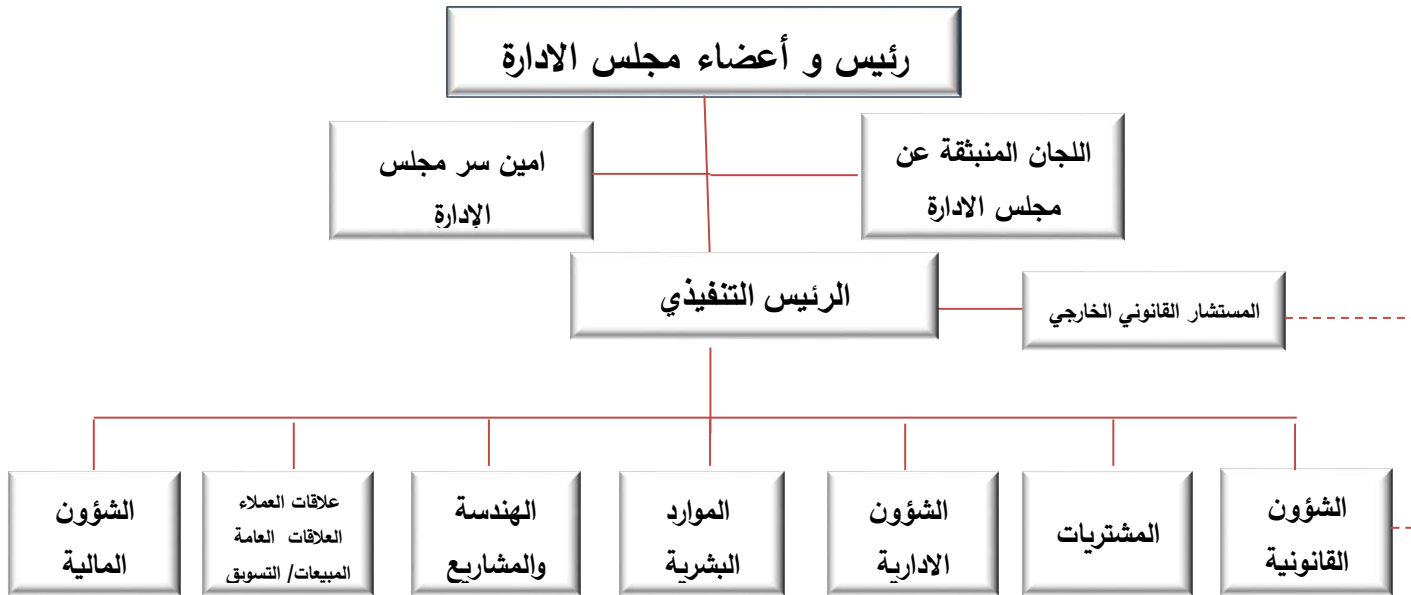 رئيس و أعضاء مجلس الادارة
اللجان المنبثقة عن
مجلس الادارة
امين سر مجلس
الإدارة
الرئيس التنفيذي
المستشار القانوني الخارجي
الشؤون
القانونية
المشتريات
الشؤون
الادارية
الموارد
البشرية
الهندسة
والمشاريع
علاقات العملاء
العلاقات العامة
المبيعات/ التسويق
الشؤون
المالية